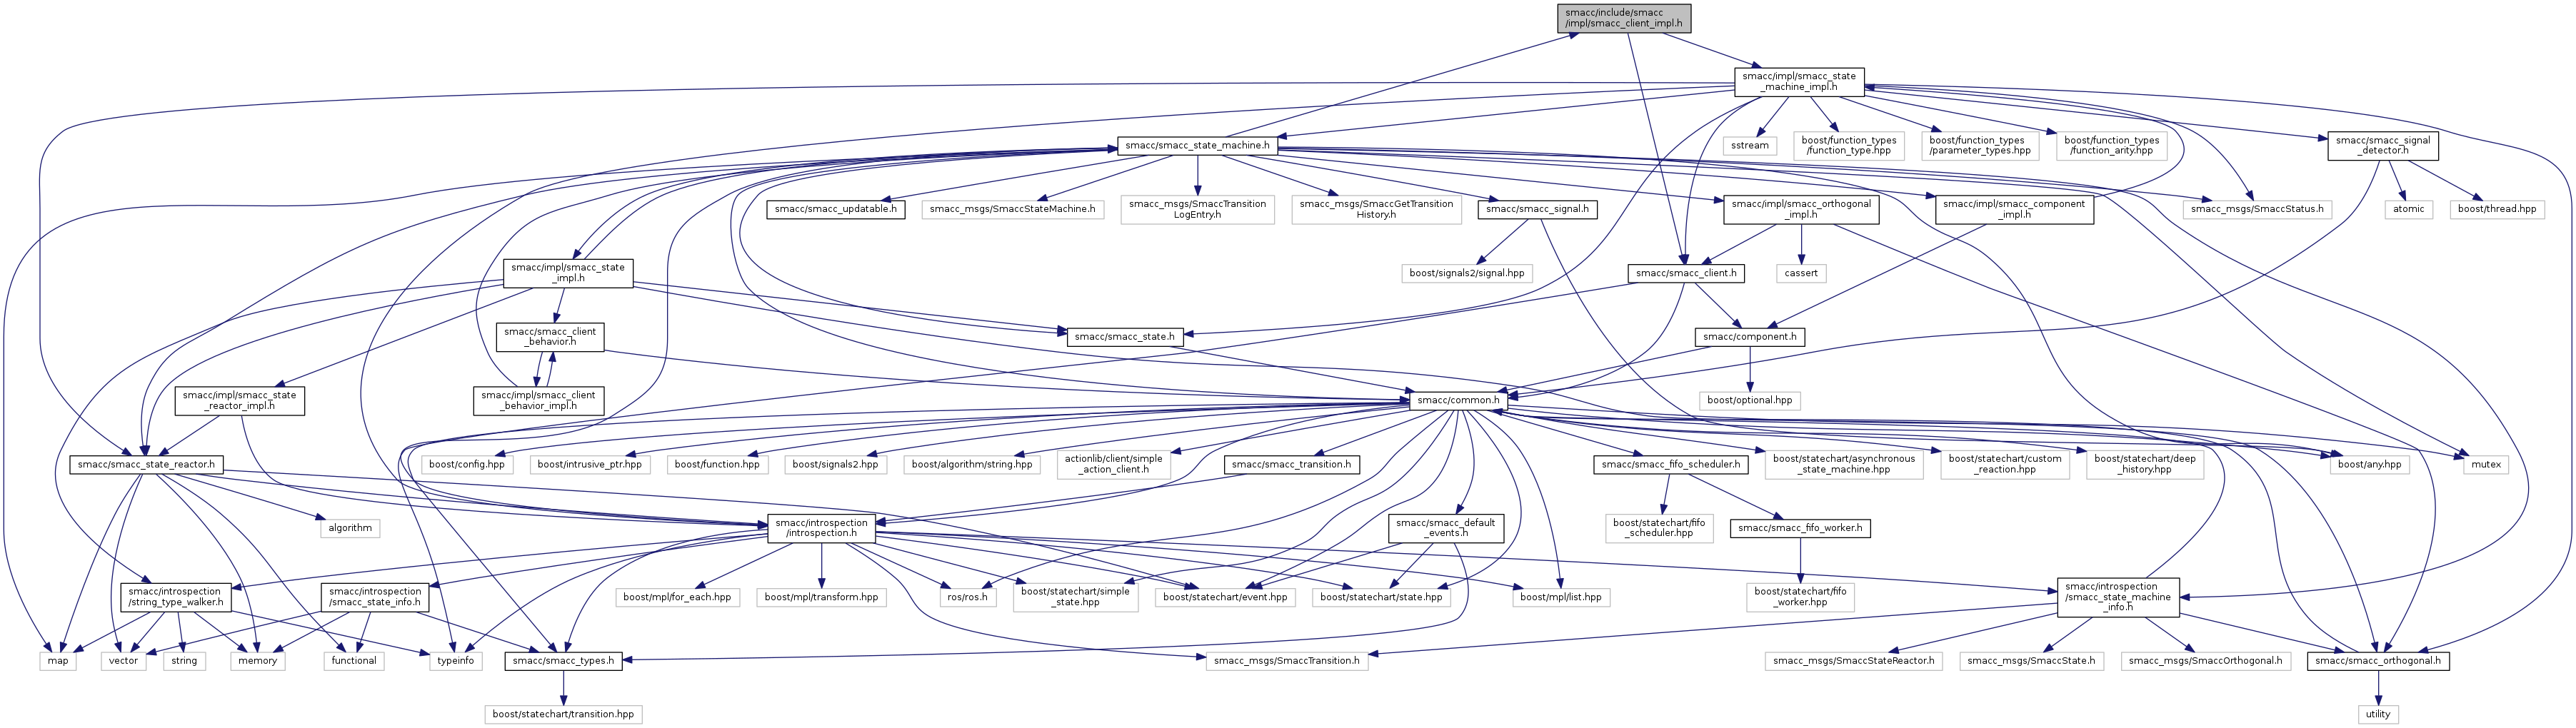 smacc/include/smacc
/impl/smacc_client_impl.h
smacc/impl/smacc_state
_machine_impl.h
smacc/smacc_state_machine.h
sstream
boost/function_types
/function_type.hpp
boost/function_types
/parameter_types.hpp
boost/function_types
/function_arity.hpp
smacc/smacc_signal
_detector.h
smacc/smacc_updatable.h
smacc_msgs/SmaccStateMachine.h
smacc_msgs/SmaccTransition
LogEntry.h
smacc_msgs/SmaccGetTransition
History.h
smacc/smacc_signal.h
smacc/impl/smacc_orthogonal
_impl.h
smacc/impl/smacc_component
_impl.h
smacc_msgs/SmaccStatus.h
atomic
boost/thread.hpp
smacc/impl/smacc_state
_impl.h
boost/signals2/signal.hpp
smacc/smacc_client.h
cassert
smacc/smacc_client
_behavior.h
smacc/smacc_state.h
smacc/component.h
smacc/impl/smacc_state
_reactor_impl.h
smacc/impl/smacc_client
_behavior_impl.h
smacc/common.h
boost/optional.hpp
smacc/smacc_state_reactor.h
boost/config.hpp
boost/intrusive_ptr.hpp
boost/function.hpp
boost/signals2.hpp
boost/algorithm/string.hpp
actionlib/client/simple
_action_client.h
smacc/smacc_transition.h
smacc/smacc_fifo_scheduler.h
boost/statechart/asynchronous
_state_machine.hpp
boost/statechart/custom
_reaction.hpp
boost/statechart/deep
_history.hpp
boost/any.hpp
mutex
algorithm
smacc/introspection
/introspection.h
smacc/smacc_default
_events.h
boost/statechart/fifo
_scheduler.hpp
smacc/smacc_fifo_worker.h
smacc/introspection
/string_type_walker.h
smacc/introspection
/smacc_state_info.h
boost/mpl/for_each.hpp
boost/mpl/transform.hpp
ros/ros.h
boost/statechart/simple
_state.hpp
boost/statechart/event.hpp
boost/statechart/state.hpp
boost/mpl/list.hpp
boost/statechart/fifo
_worker.hpp
smacc/introspection
/smacc_state_machine
_info.h
map
vector
string
memory
functional
typeinfo
smacc/smacc_types.h
smacc_msgs/SmaccTransition.h
smacc_msgs/SmaccStateReactor.h
smacc_msgs/SmaccState.h
smacc_msgs/SmaccOrthogonal.h
smacc/smacc_orthogonal.h
boost/statechart/transition.hpp
utility